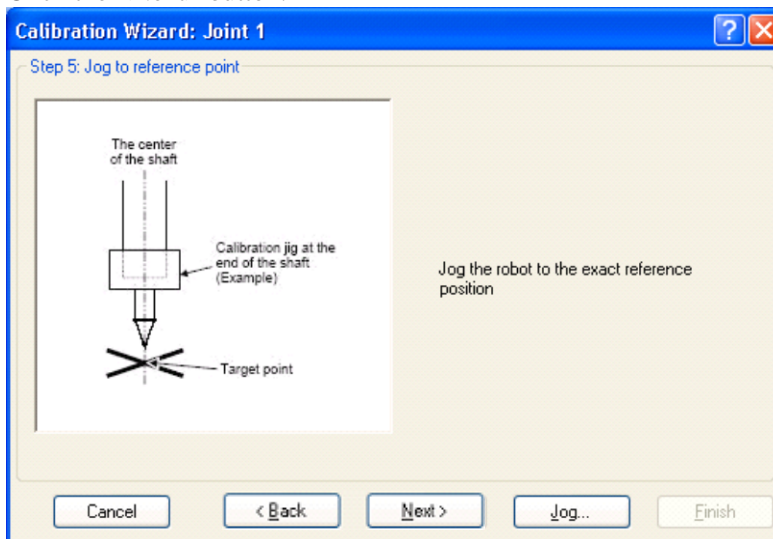 Calibration Wizard: Joint 1
Step 5: Jog to reference point
The center
of the shaft
Calibration jig at the
end of the shaft
(Example)
Target point
Jog the robot to the exact reference
position
Cancel
< Back
Next >
Jog...
Finish